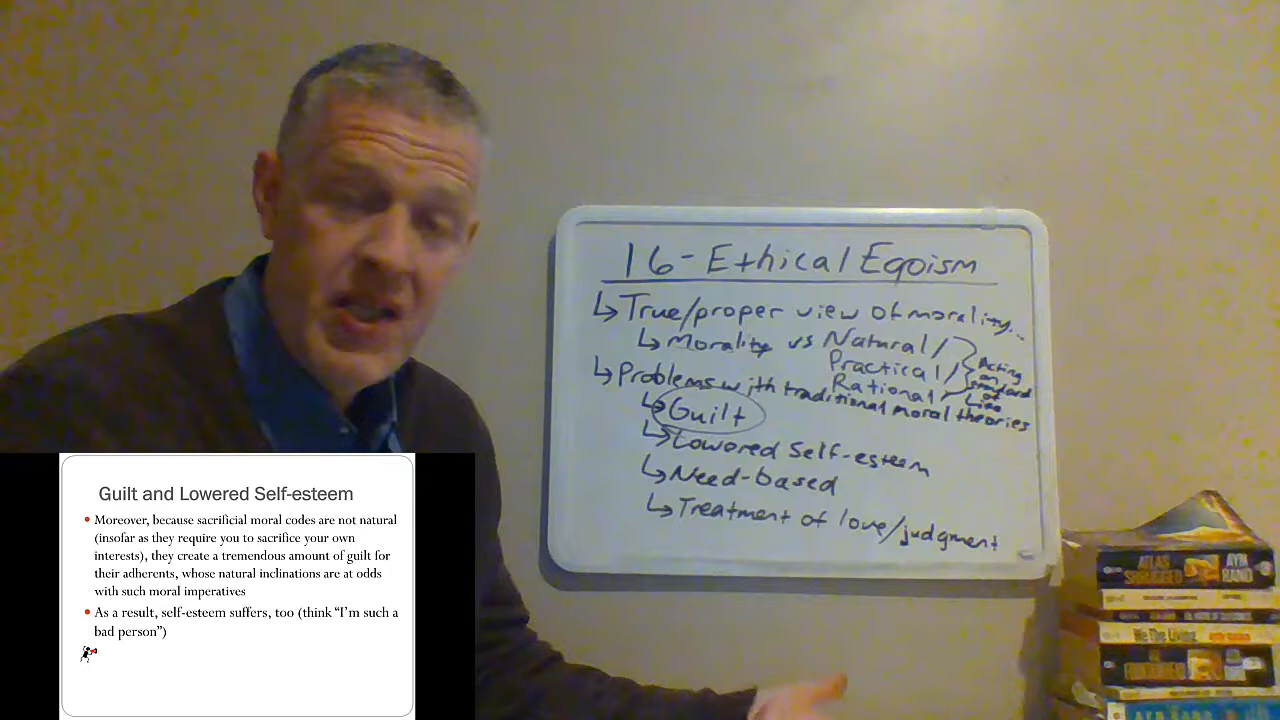 16 - Ethical Egoism
↳ True/proper view of morality...
↳ Morality vs Natural/
Practical/
Rational/
Acting
on
standard
of
Life
↳ Problems with traditional moral theories
↳ Guilt
↳ Lowered Self-esteem
↳ Need-based
↳ Treatment of love/judgment
Guilt and Lowered Self-esteem
• Moreover, because sacrificial moral codes are not natural
(insofar as they require you to sacrifice your own
interests), they create a tremendous amount of guilt for
their adherents, whose natural inclinations are at odds
with such moral imperatives
• As a result, self-esteem suffers, too (think “I’m such a
bad person”)
ATLAS
SHRUGGED
AYN
RAND
We The Living